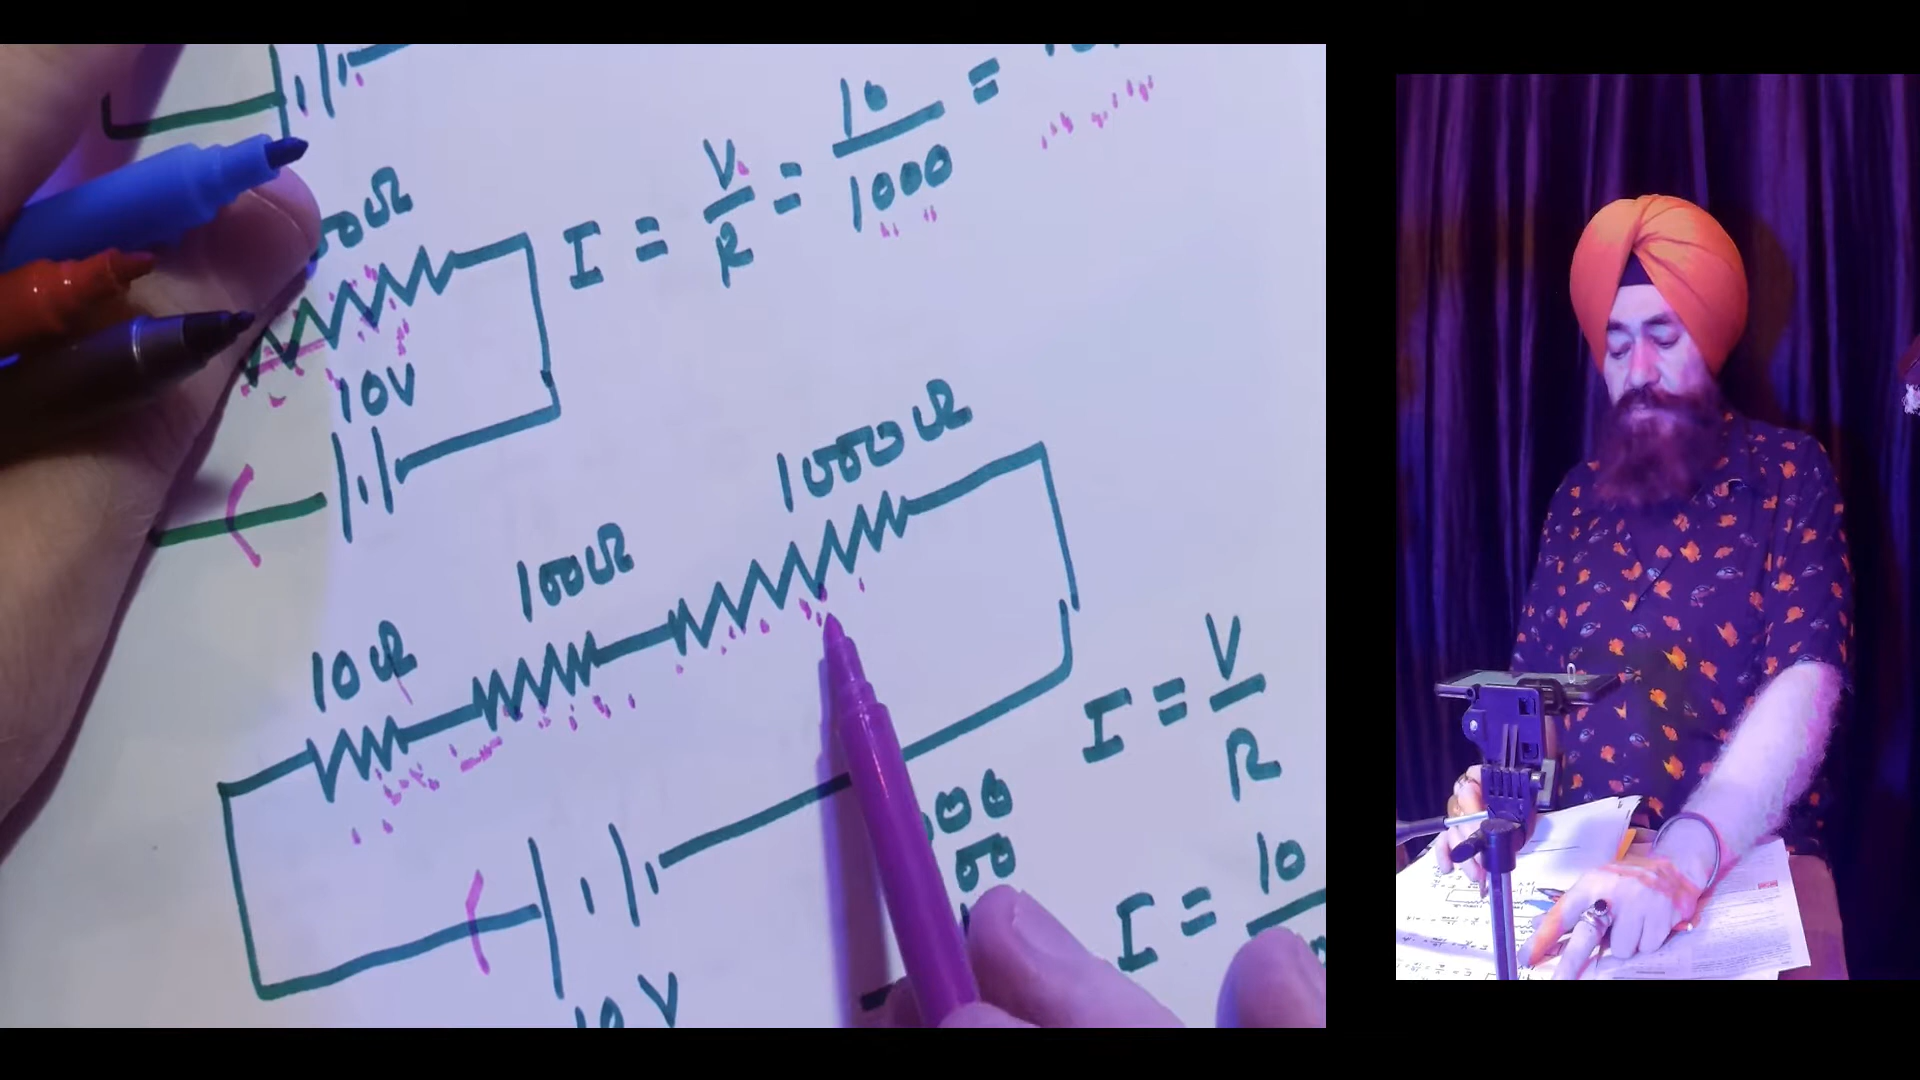 I = V/R = 10/1000 =
10V
1000Ω
100Ω
10Ω
I = V/R
I = 10
10V